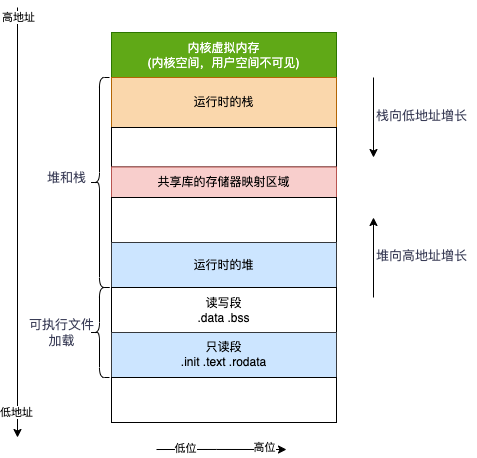 高地址
内核虚拟内存
(内核空间，用户空间不可见)
运行时的栈
栈向低地址增长
堆和栈
共享库的存储器映射区域
堆向高地址增长
运行时的堆
读写段
.data .bss
可执行文件
加载
只读段
.init .text .rodata
低地址
低位
高位